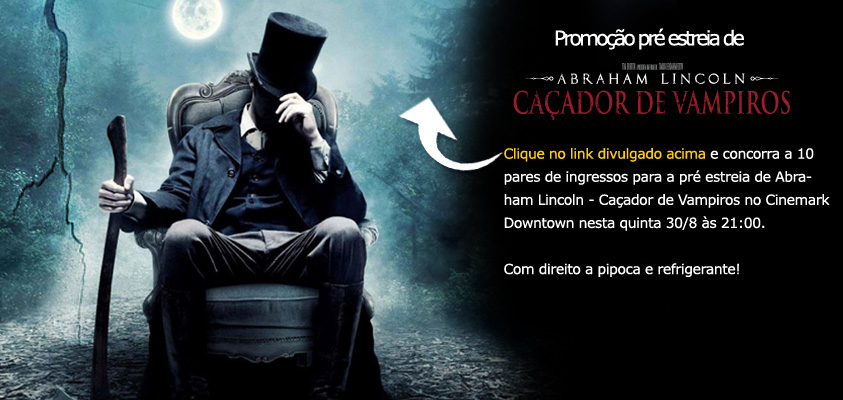 Promoção pré estreia de
ABRAHAM LINCOLN
CAÇADOR DE VAMPIROS
Clique no link divulgado acima e concorra a 10
pares de ingressos para a pré estreia de Abra-
ham Lincoln - Caçador de Vampiros no Cinemark
Downtown nesta quinta 30/8 às 21:00.
Com direito a pipoca e refrigerante!